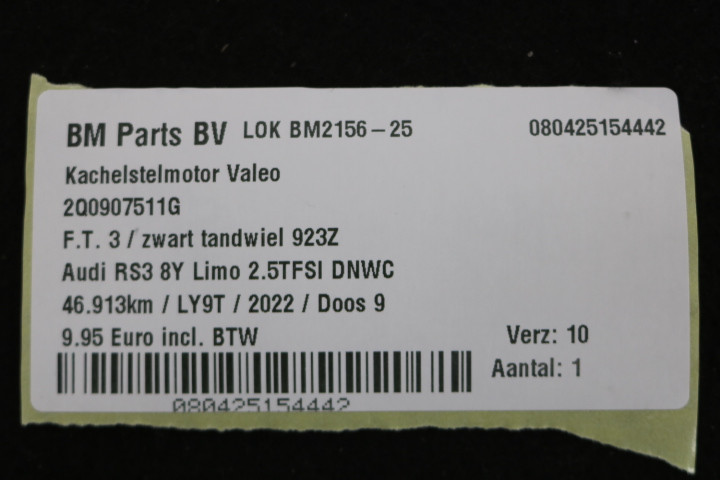 BM Parts BV LOK BM2156-25 080425154442
Kachelstelmotor Valeo
2Q0907511G
F.T. 3 / zwart tandwiel 923Z
Audi RS3 8Y Limo 2.5TFSI DNWC
46.913km / LY9T / 2022 / Doos 9
9.95 Euro incl. BTW Verz: 10
Aantal: 1
080425154442